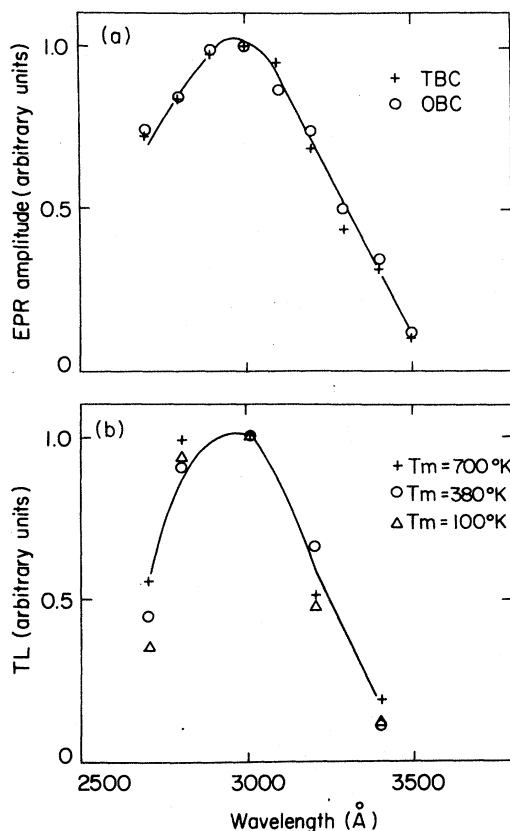 (a)
EPR amplitude (arbitrary units)
1.0
0.5
0
+ TBC
O OBC
(b)
TL (arbitrary units)
1.0
0.5
0
+ Tm = 700 °K
O Tm = 380 °K
Δ Tm = 100 °K
2500 3000 3500
Wavelength (Å)